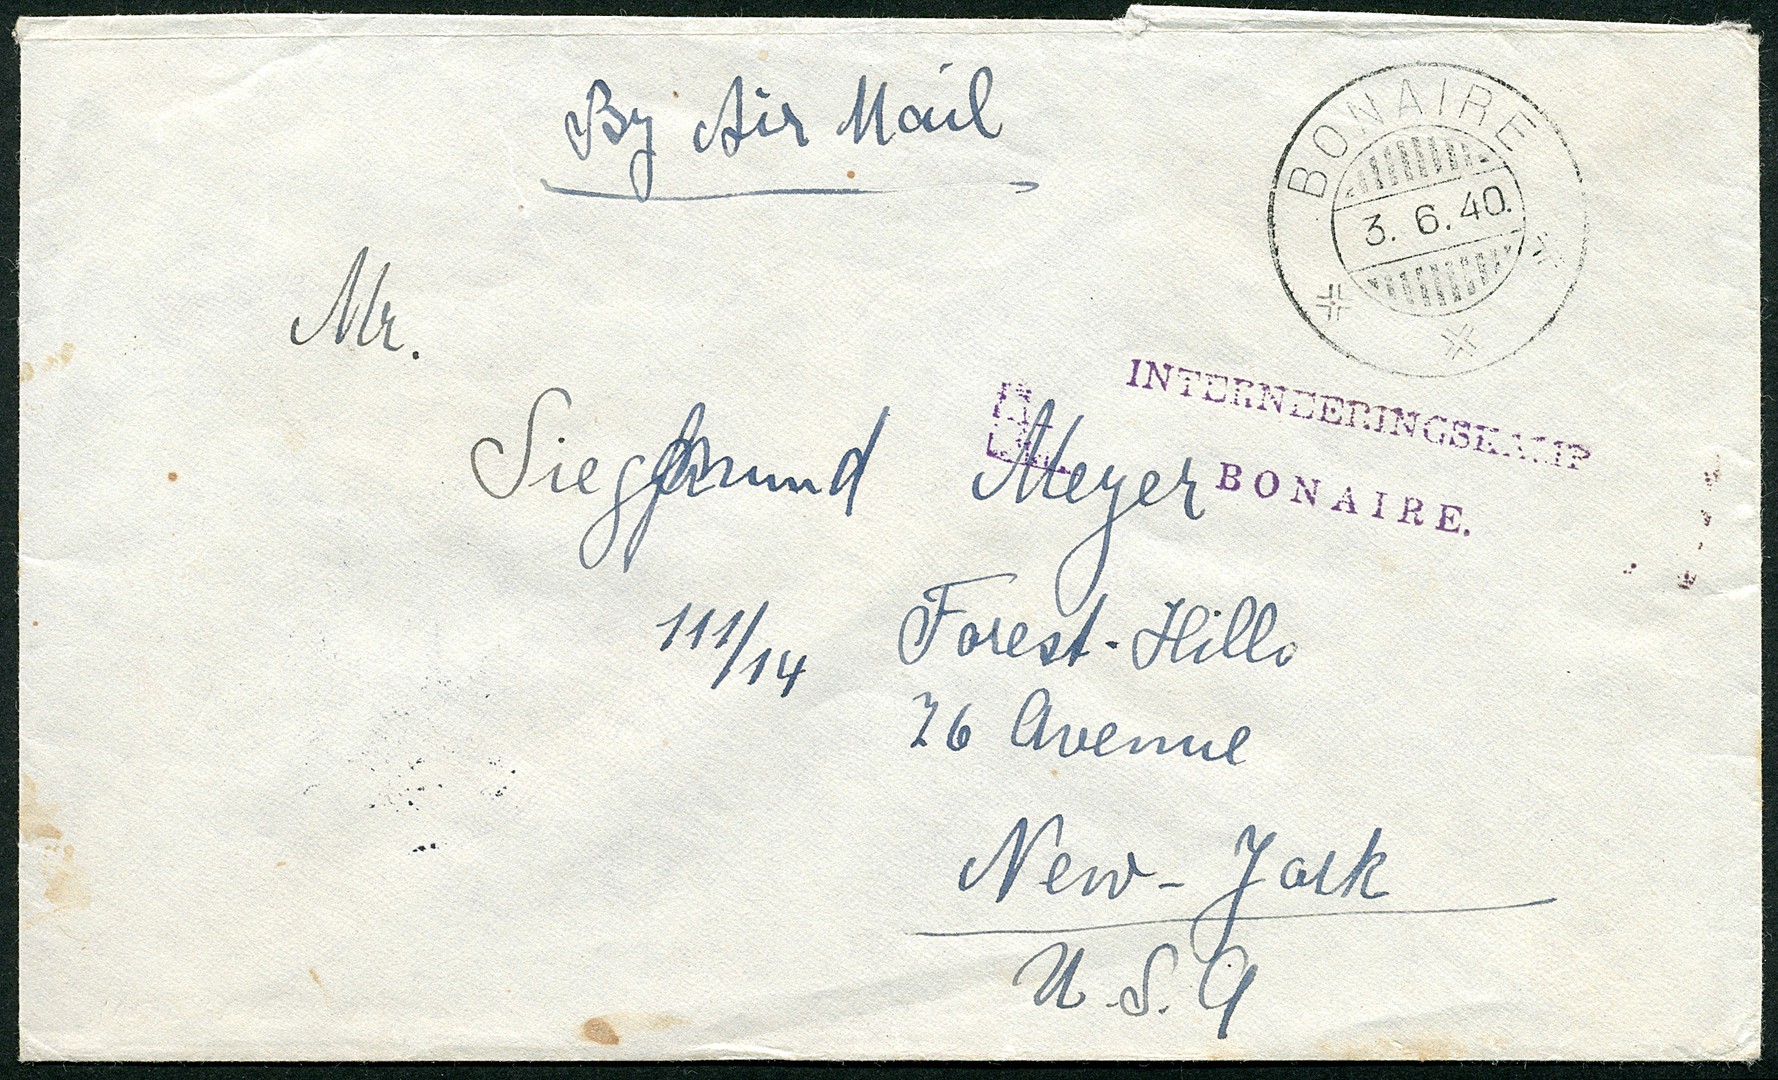 By Air Mail
BONAIRE
3. 6. 40.
Mr.
INTERNEERINGSKAMP
BONAIRE.
Siegmund Meyer
111/14 Forest-Hills
76 Avenue
New-York
U.S.A